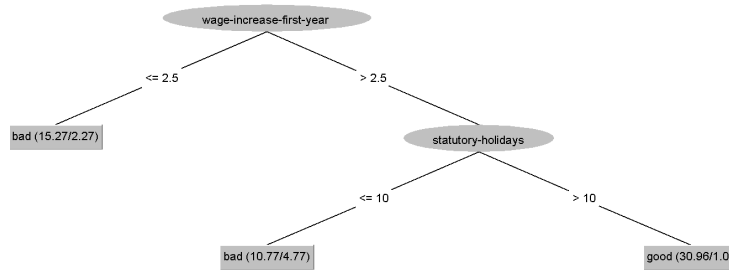 wage-increase-first-year
<= 2.5
> 2.5
bad (15.27/2.27)
statutory-holidays
<= 10
> 10
bad (10.77/4.77)
good (30.96/1.0